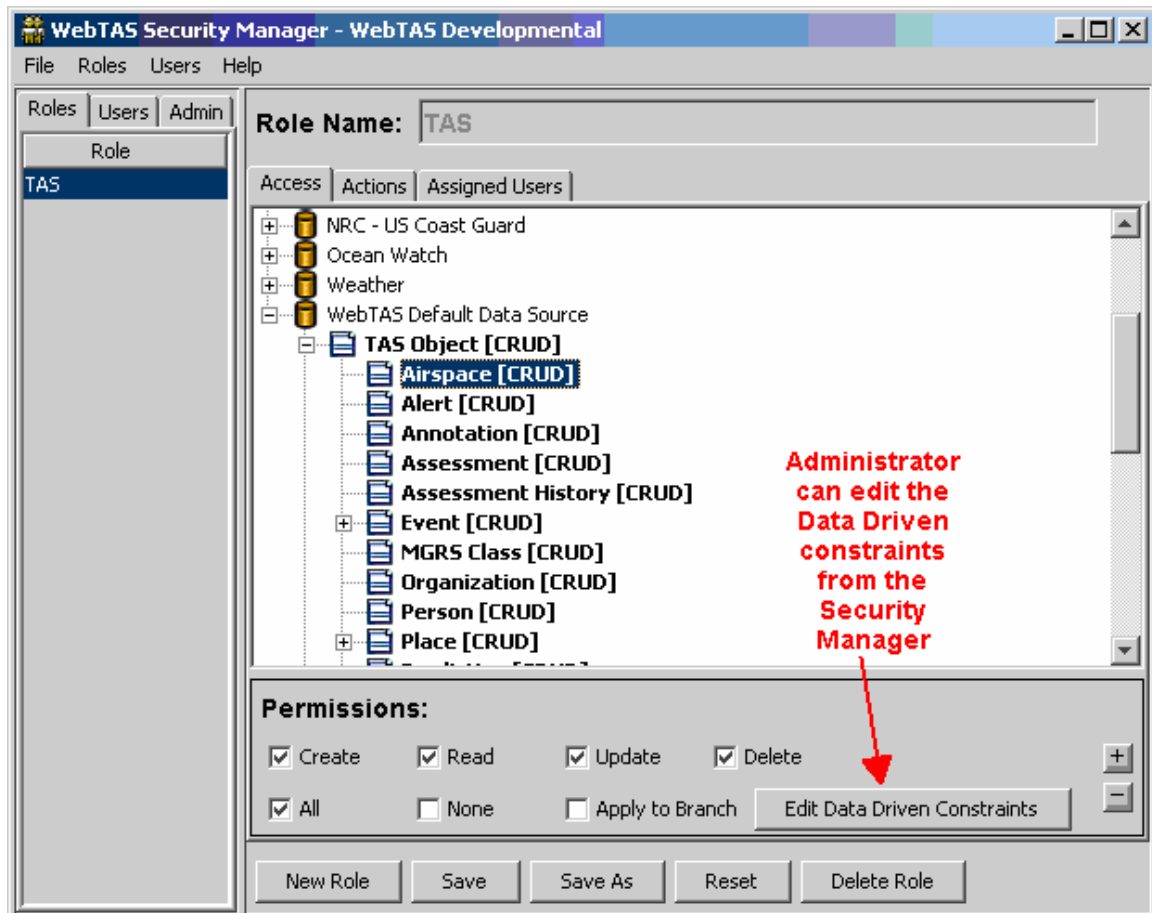 WebTAS Security Manager - WebTAS Developmental
File Roles Users Help
Roles Users Admin
Role
TAS
Role Name: TAS
Access Actions Assigned Users
NRC - US Coast Guard
Ocean Watch
Weather
WebTAS Default Data Source
TAS Object [CRUD]
Airspace [CRUD]
Alert [CRUD]
Annotation [CRUD]
Assessment [CRUD]
Assessment History [CRUD]
Event [CRUD]
MGRS Class [CRUD]
Organization [CRUD]
Person [CRUD]
Place [CRUD]
Administrator
can edit the
Data Driven
constraints
from the
Security
Manager
Permissions:
Create Read Update Delete
All None Apply to Branch Edit Data Driven Constraints
New Role Save Save As Reset Delete Role